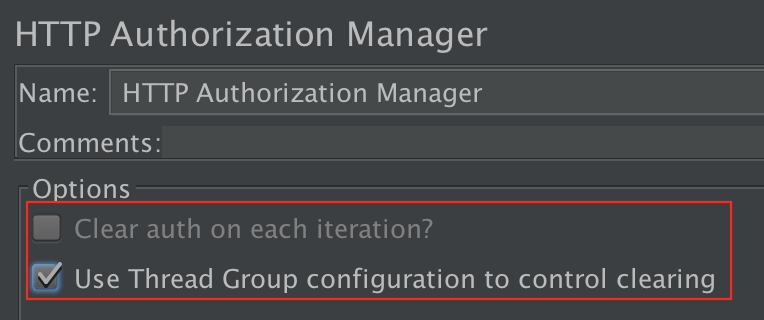 HTTP Authorization Manager
Name: HTTP Authorization Manager
Comments:
Options
Clear auth on each iteration?
Use Thread Group configuration to control clearing